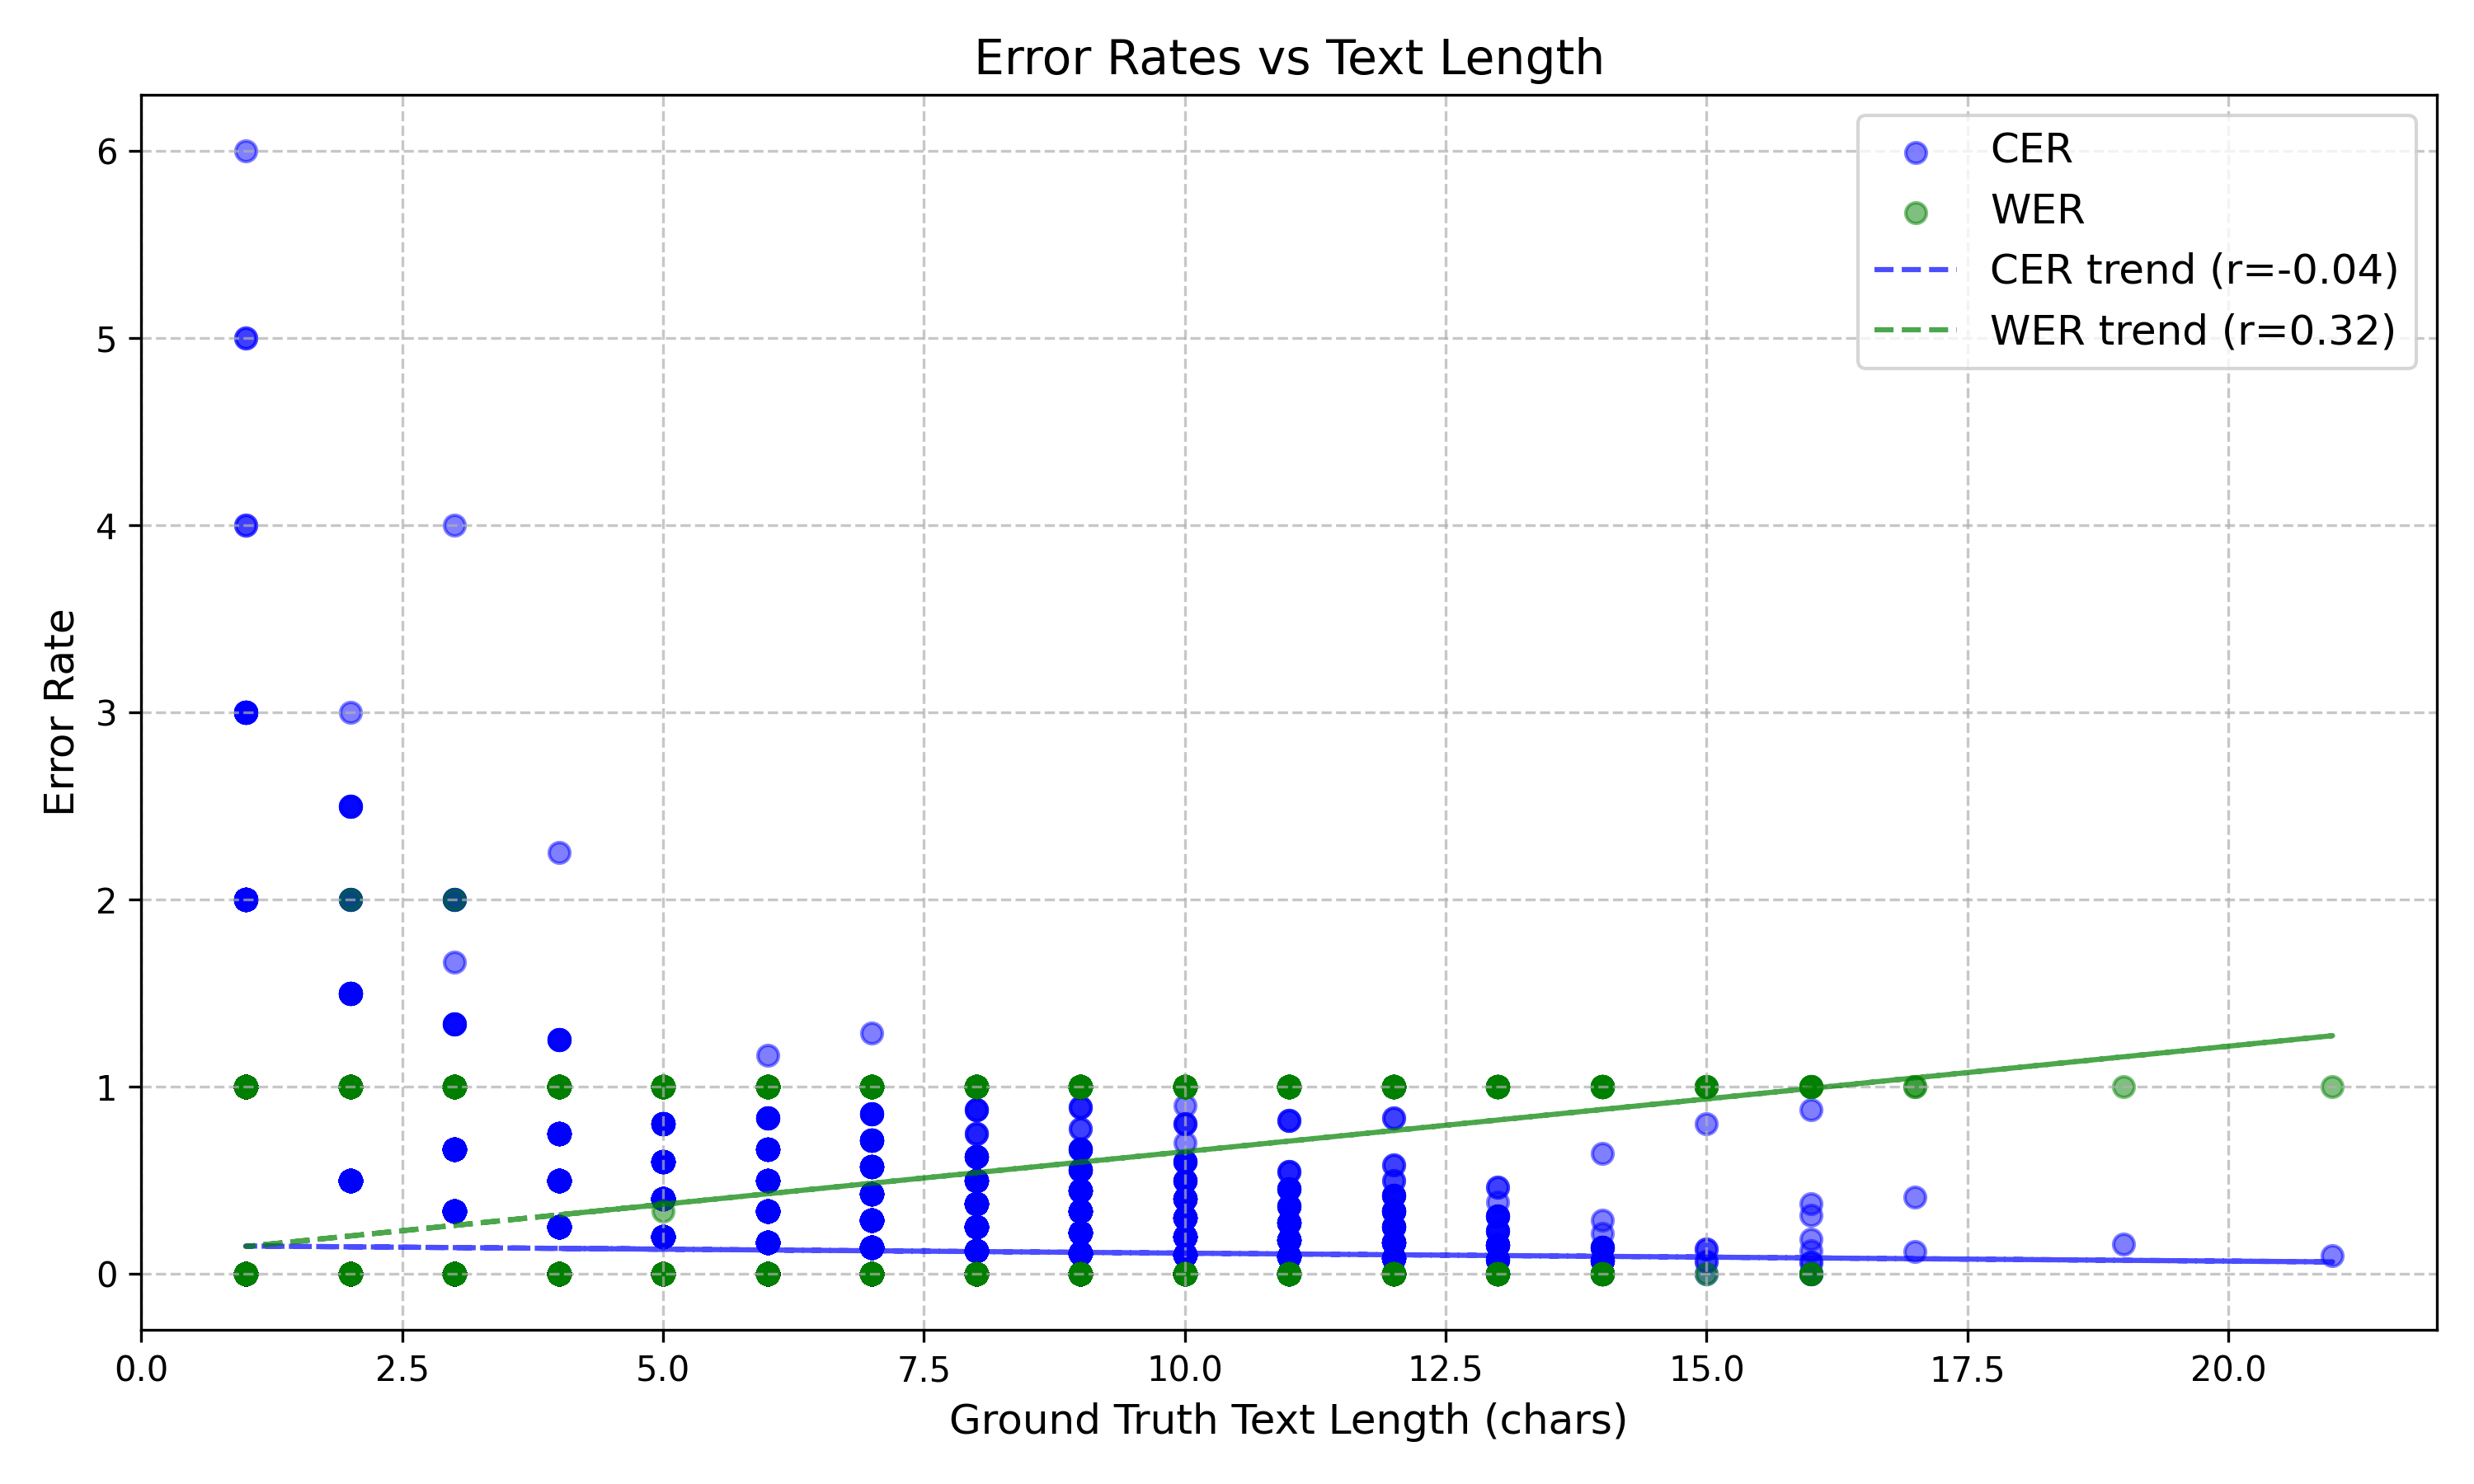 Error Rates vs Text Length
CER
WER
CER trend (r=-0.04)
WER trend (r=0.32)
Error Rate
6
5
4
3
2
1
0
0.0 2.5 5.0 7.5 10.0 12.5 15.0 17.5 20.0
Ground Truth Text Length (chars)